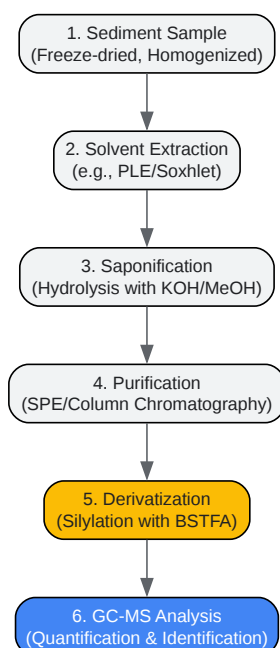 1. Sediment Sample
(Freeze-dried, Homogenized)
2. Solvent Extraction
(e.g., PLE/Soxhlet)
3. Saponification
(Hydrolysis with KOH/MeOH)
4. Purification
(SPE/Column Chromatography)
5. Derivatization
(Silylation with BSTFA)
6. GC-MS Analysis
(Quantification & Identification)